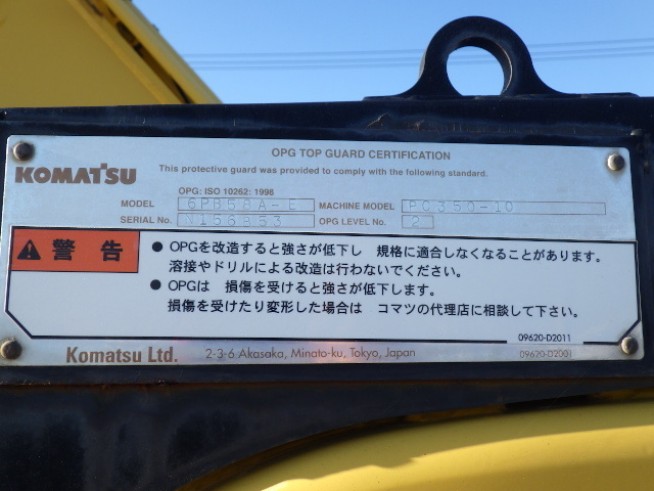 OPG TOP GUARD CERTIFICATION
KOMATSU
This protective guard was provided to comply with the following standard.
OPG: ISO 10262: 1998
MODEL MACHINE MODEL PC350-10
SERIAL No. OPG LEVEL No. 2
警告
● OPGを改造すると強さが低下し 規格に適合しなくなることがあります。
溶接やドリルによる改造は行わないでください。
● OPGは 損傷を受けると強さが低下します。
損傷を受けたり変形した場合は コマツの代理店に相談して下さい。
09620-D2011
Komatsu Ltd. 2-3-6 Akasaka, Minato-ku, Tokyo, Japan
09620-D2001